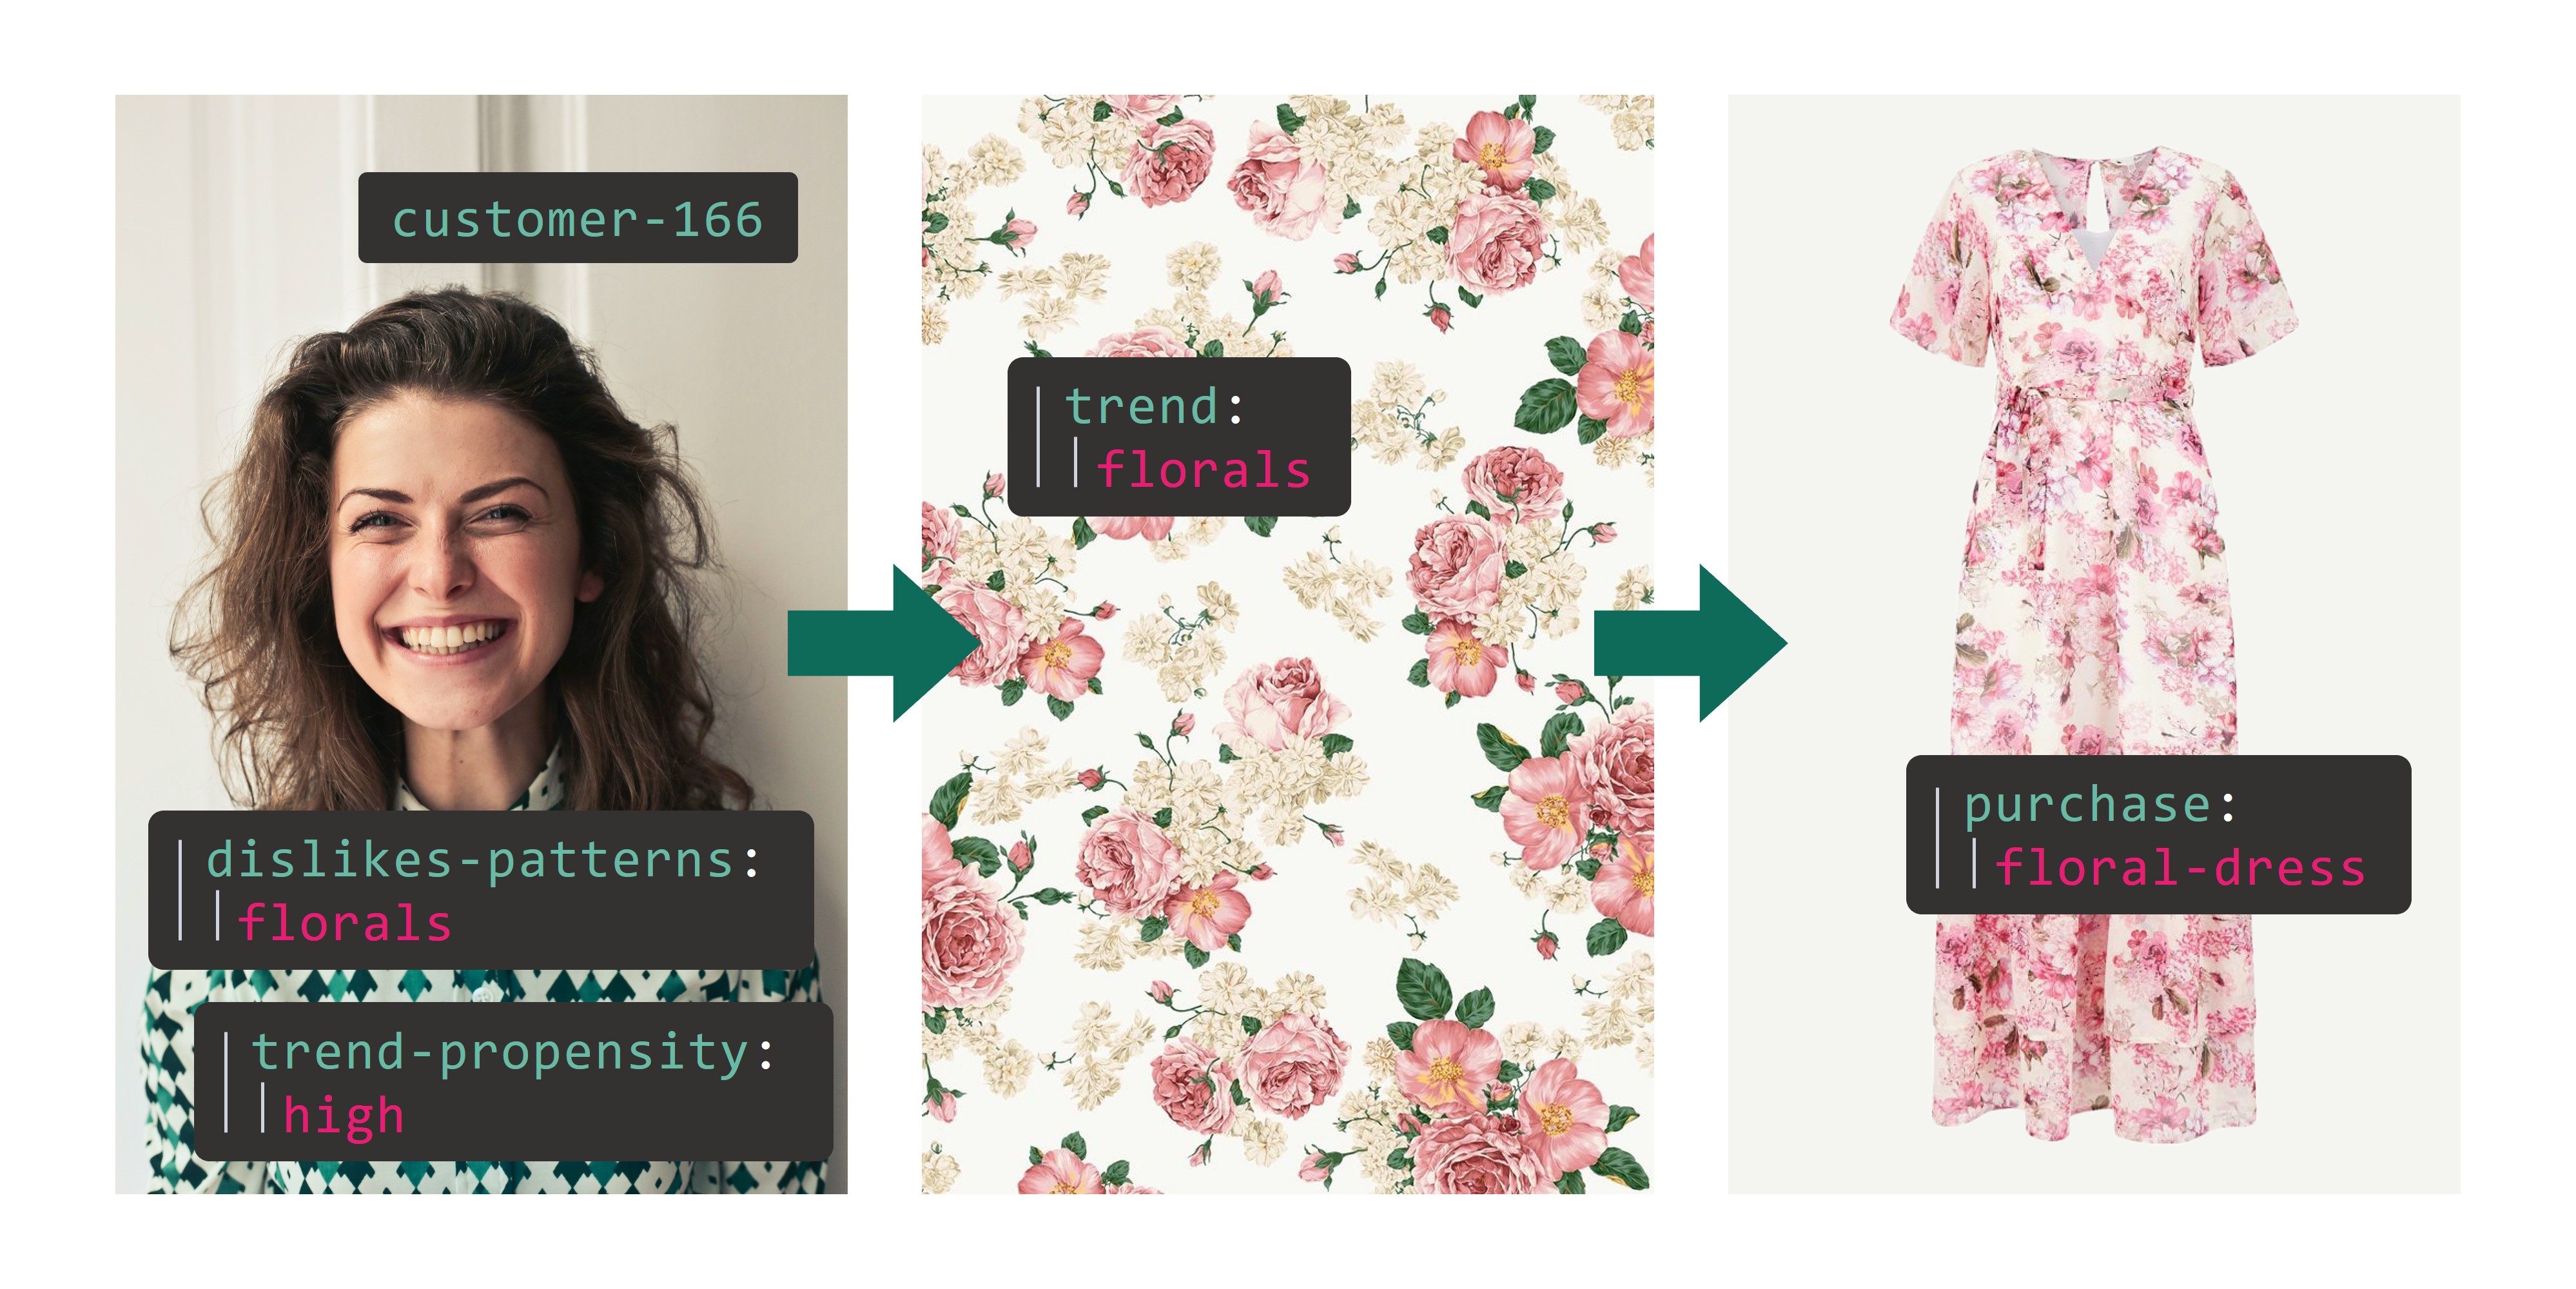 customer-166
dislikes-patterns:
florals
trend-propensity:
high
trend:
florals
purchase:
floral-dress